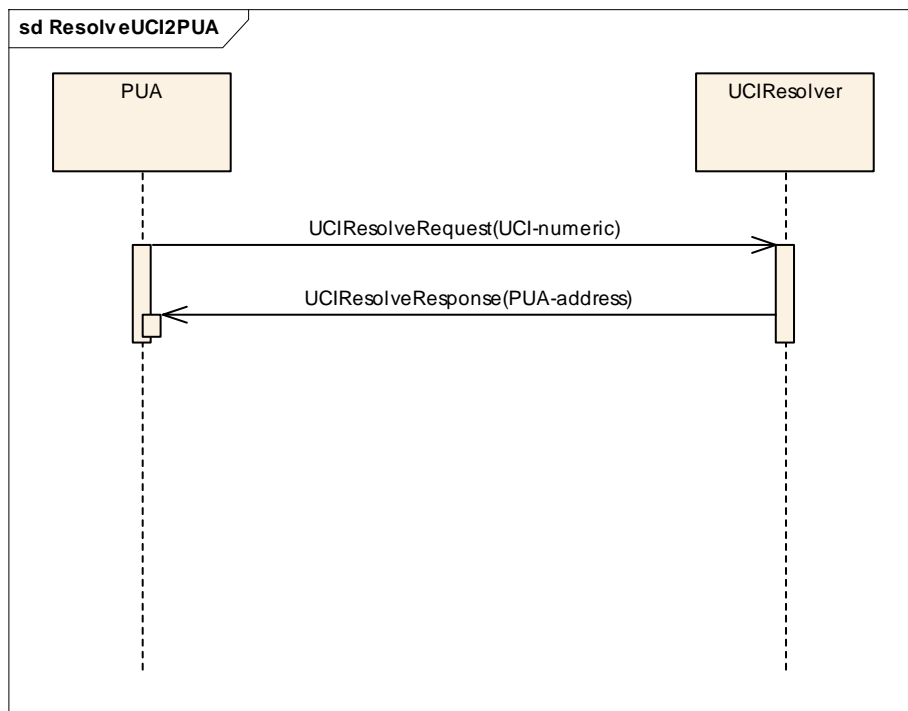 sd ResolveUCI2PUA
PUA
UCIResolver
UCIResolveRequest(UCI-numeric)
UCIResolveResponse(PUA-address)